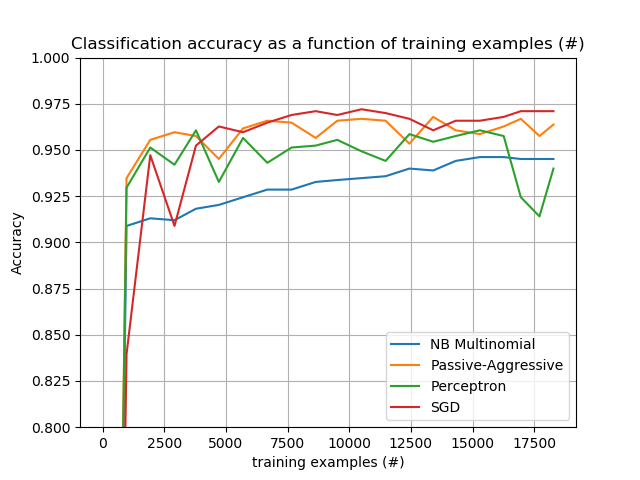 Classification accuracy as a function of training examples (#)
1.000
0.975
0.950
0.925
0.900
0.875
0.850
0.825
0.800
Accuracy
NB Multinomial
Passive-Aggressive
Perceptron
SGD
0 2500 5000 7500 10000 12500 15000 17500
training examples (#)